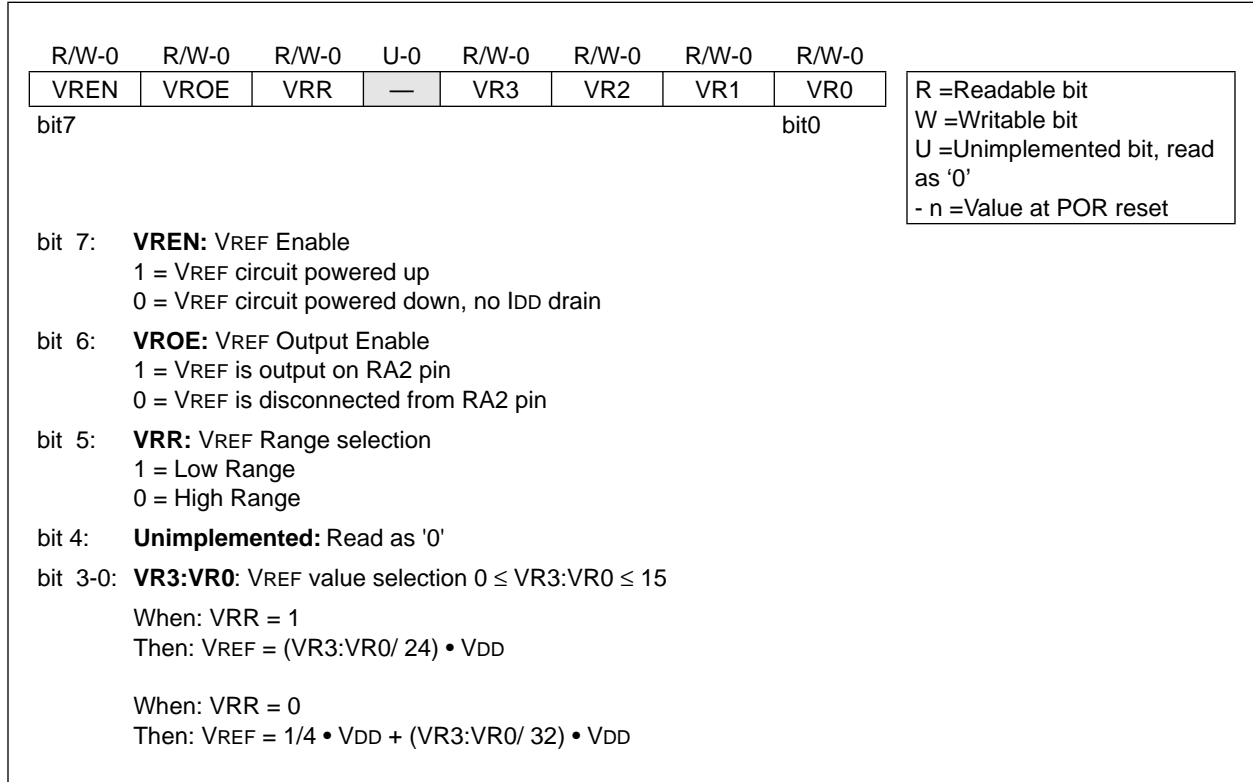 R/W-0 R/W-0 R/W-0 U-0 R/W-0 R/W-0 R/W-0 R/W-0
VREN VROE VRR — VR3 VR2 VR1 VR0
bit7 bit0
R =Readable bit
W =Writable bit
U =Unimplemented bit, read
as ‘0’
- n =Value at POR reset
bit 7: VREN: VREF Enable
1 = VREF circuit powered up
0 = VREF circuit powered down, no IDD drain
bit 6: VROE: VREF Output Enable
1 = VREF is output on RA2 pin
0 = VREF is disconnected from RA2 pin
bit 5: VRR: VREF Range selection
1 = Low Range
0 = High Range
bit 4: Unimplemented: Read as '0'
bit 3-0: VR3:VR0: VREF value selection 0 ≤ VR3:VR0 ≤ 15
When: VRR = 1
Then: VREF = (VR3:VR0/ 24) • VDD
When: VRR = 0
Then: VREF = 1/4 • VDD + (VR3:VR0/ 32) • VDD